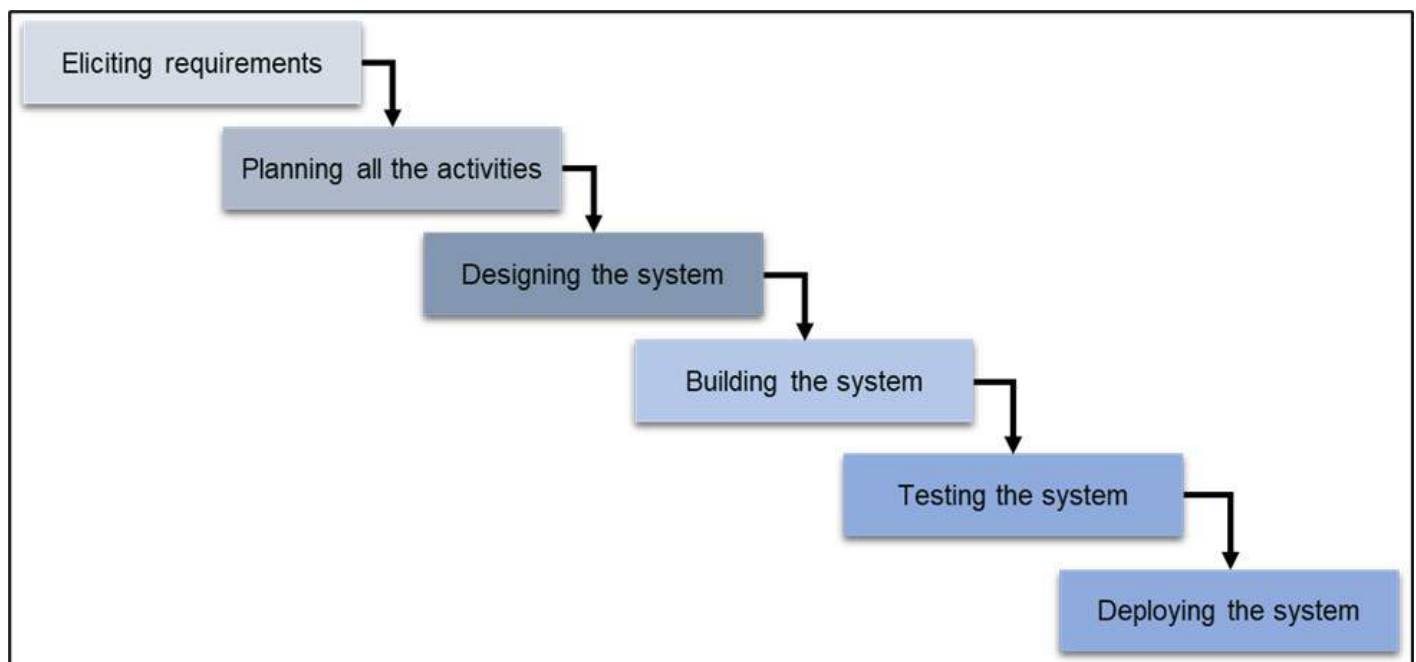 Eliciting requirements
Planning all the activities
Designing the system
Building the system
Testing the system
Deploying the system